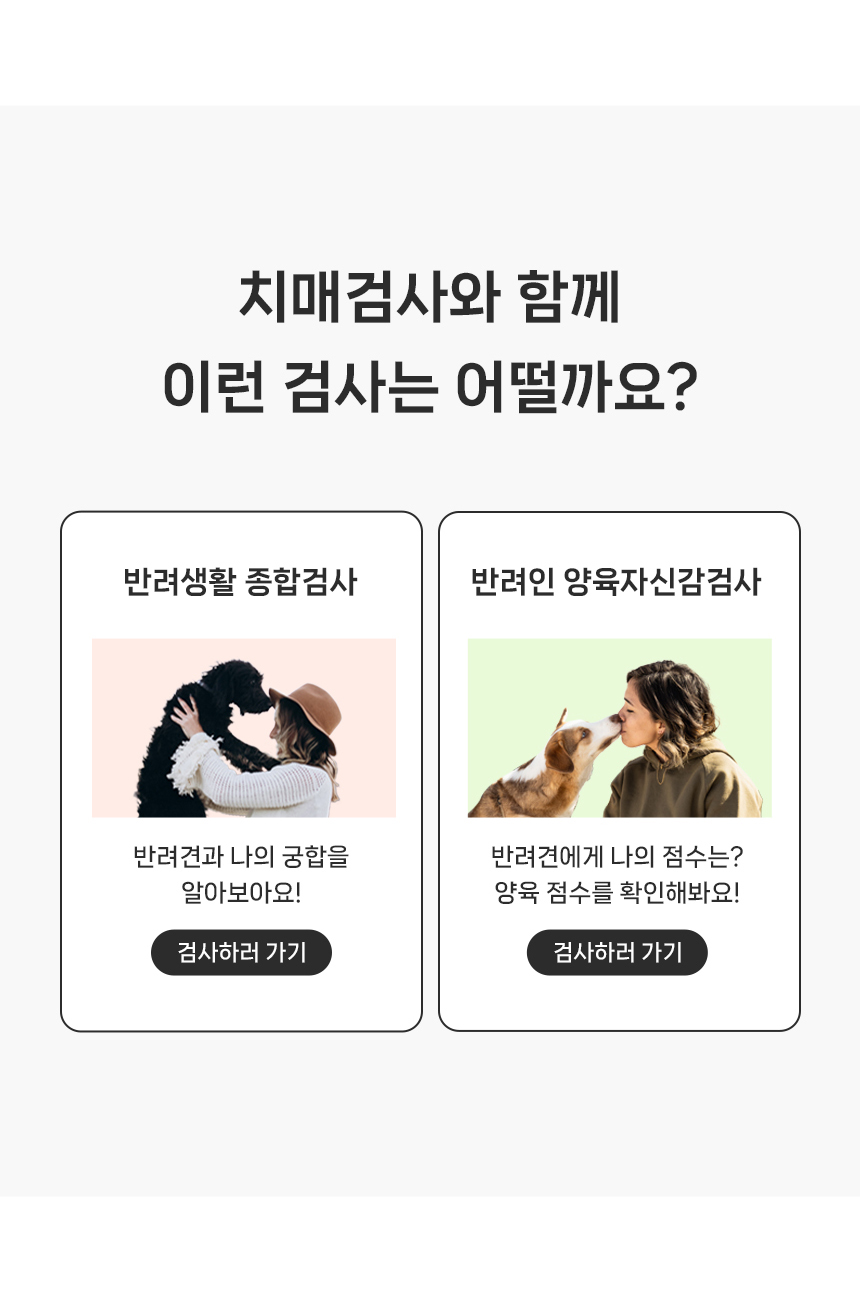 치매검사와 함께
이런 검사는 어떨까요?
반려생활 종합검사
반려견과 나의 궁합을
알아보아요!
검사하러 가기
반려인 양육자신감검사
반려견에게 나의 점수는?
양육 점수를 확인해봐요!
검사하러 가기